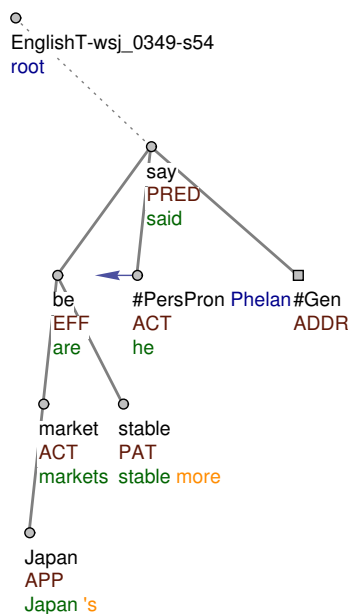 EnglishT-wsj_0349-s54
root
say
PRED
said
be
EFF
are
#PersPron Phelan
ACT
he
#Gen
ADDR
market
ACT
markets
stable
PAT
stable more
Japan
APP
Japan 's